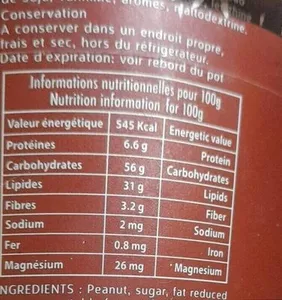 arômes, maltodextrine.
Conservation
A conserver dans un endroit propre,
frais et sec, hors du réfrigérateur.
Date d'expiration: voir rebord du pot
Informations nutritionnelles pour 100g
Nutrition information for 100g
Valeur énergétique 545 Kcal Energetic value
Protéines 6.6 g Protein
Carbohydrates 56 g Carbohydrates
Lipides 31 g Lipids
Fibres 3.2 g Fiber
Sodium 2 mg Sodium
Fer 0.8 mg Iron
Magnésium 26 mg Magnesium
NGREDIENTS : Peanut, sugar, fat reduced